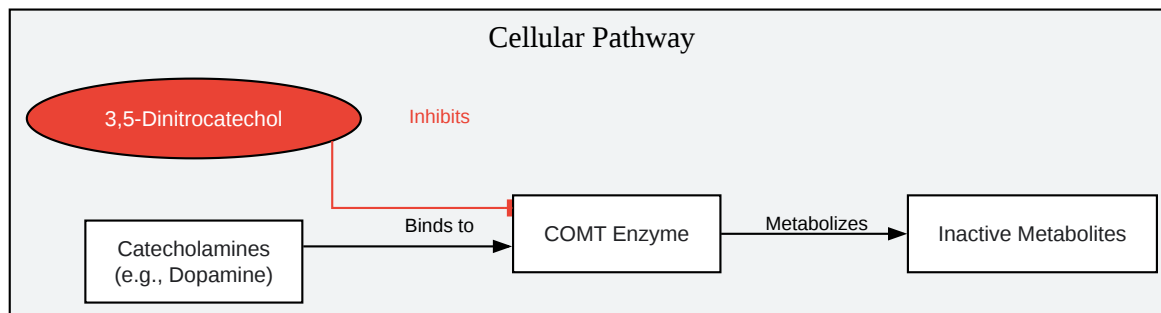 Cellular Pathway
3,5-Dinitrocatechol
Inhibits
Binds to
COMT Enzyme
Metabolizes
Inactive Metabolites
Catecholamines
(e.g., Dopamine)